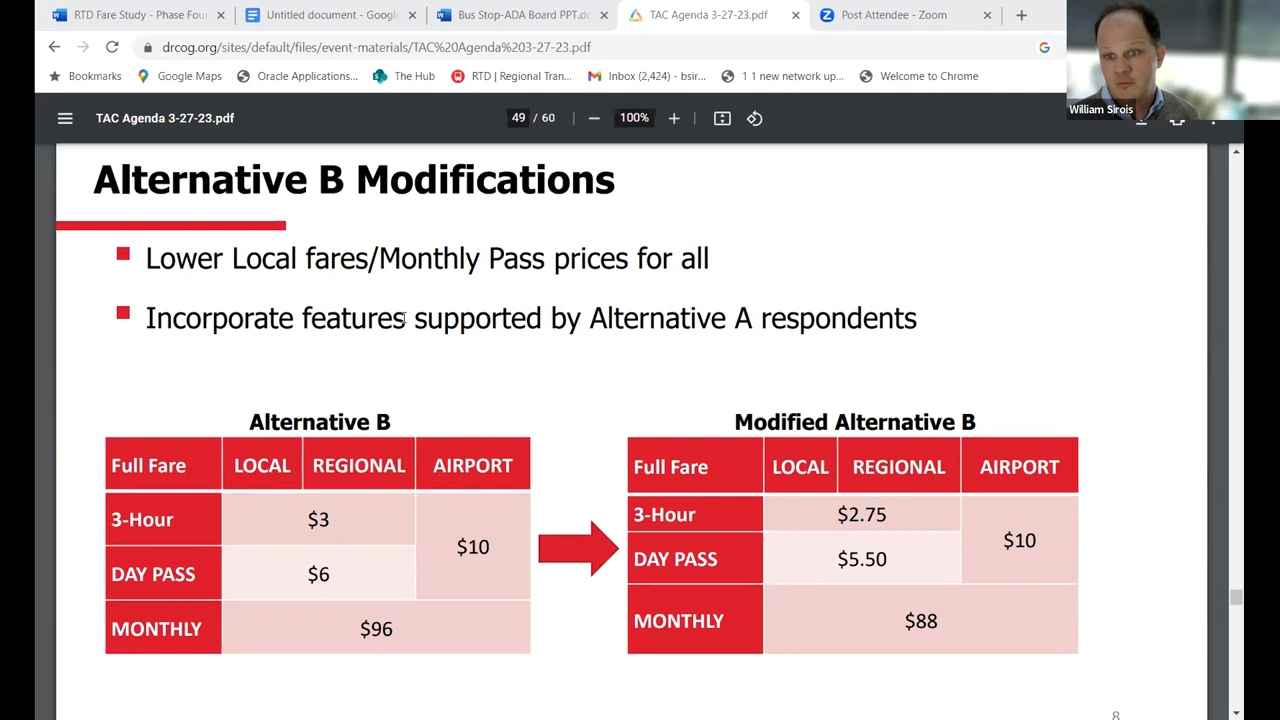 RTD Fare Study - Phase Four
Untitled document - Google
Bus Stop-ADA Board PPT.do
TAC Agenda 3-27-23.pdf
Post Attendee - Zoom
drcog.org/sites/default/files/event-materials/TAC%20Agenda%203-27-23.pdf
Bookmarks
Google Maps
Oracle Applications...
The Hub
RTD | Regional Tran...
Inbox (2,424) - bsir...
1 1 new network up...
Welcome to Chrome
William Sirois
TAC Agenda 3-27-23.pdf
49 / 60
100%
Alternative B Modifications
Lower Local fares/Monthly Pass prices for all
Incorporate features supported by Alternative A respondents
Alternative B
Full Fare LOCAL REGIONAL AIRPORT
3-Hour $3
$10
DAY PASS $6
MONTHLY $96
Modified Alternative B
Full Fare LOCAL REGIONAL AIRPORT
3-Hour $2.75
$10
DAY PASS $5.50
MONTHLY $88
8